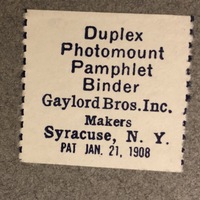 Duplex
Photomount
Pamphlet
Binder
Gaylord Bros. Inc.
Makers
Syracuse, N. Y.
PAT JAN. 21, 1908